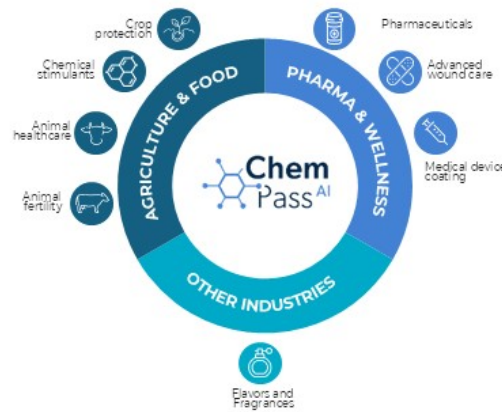 Crop
protection
Chemical
stimulants
Animal
healthcare
Animal
fertility
AGRICULTURE & FOOD
PHARMA & WELLNESS
OTHER INDUSTRIES
Chem
Pass AI
Pharmaceuticals
Advanced
wound care
Medical device
coating
Flavors and
Fragrances